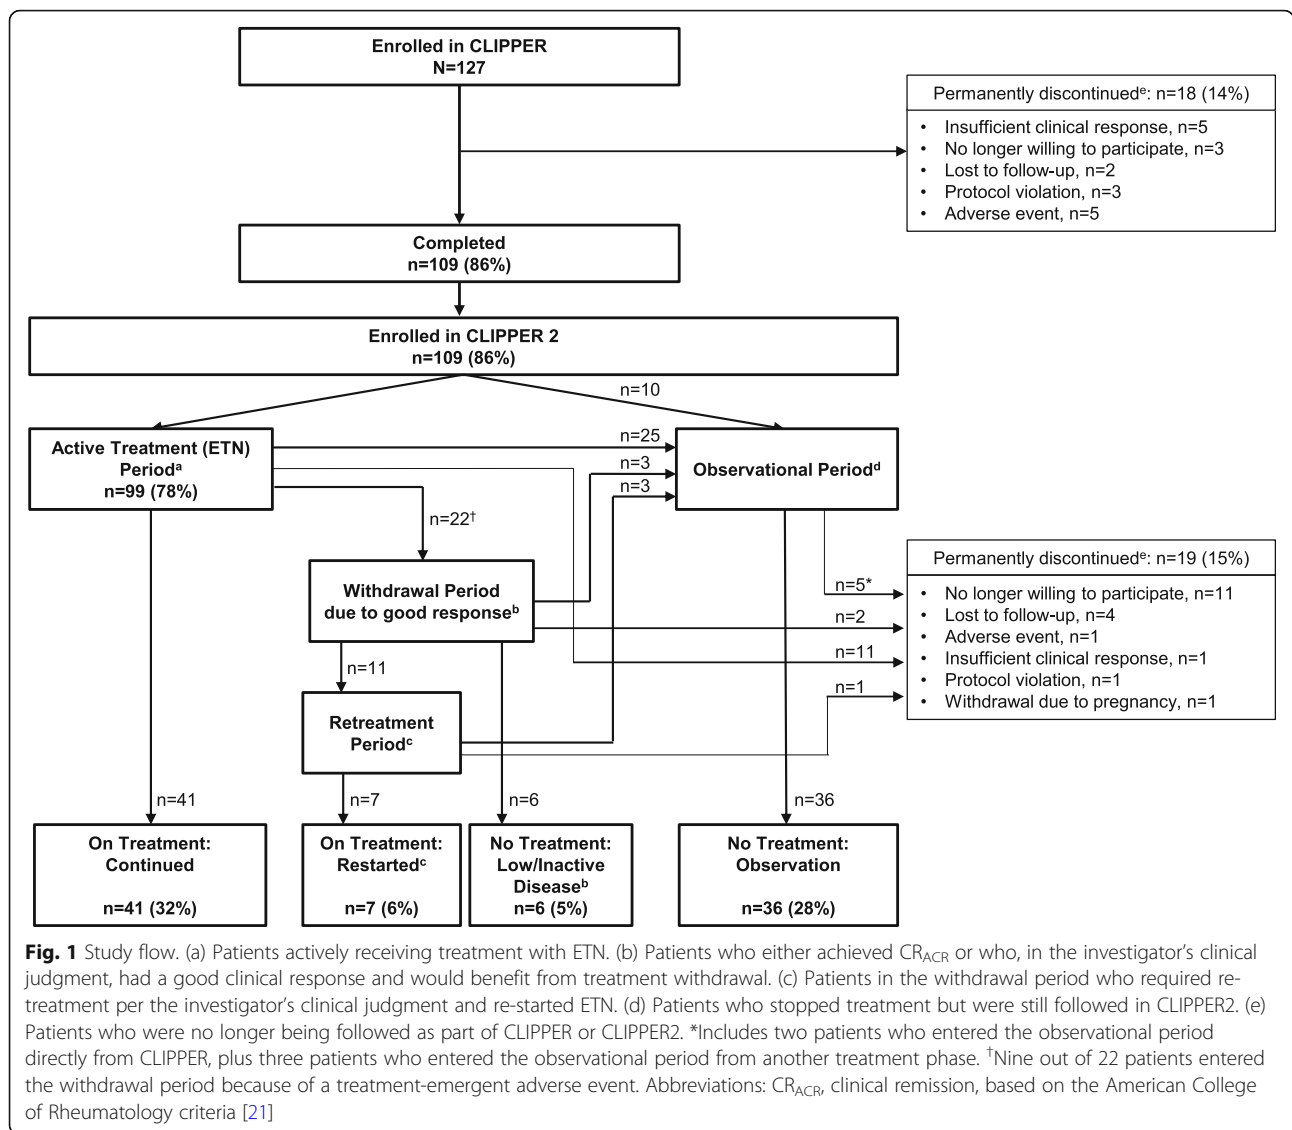 Enrolled in CLIPPER
N=127
Permanently discontinuedᵉ: n=18 (14%)
• Insufficient clinical response, n=5
• No longer willing to participate, n=3
• Lost to follow-up, n=2
• Protocol violation, n=3
• Adverse event, n=5
Completed
n=109 (86%)
Enrolled in CLIPPER 2
n=109 (86%)
n=10
Active Treatment (ETN)
Periodᵃ
n=99 (78%)
n=25
n=3
n=3
Observational Periodᵈ
n=22†
Withdrawal Period
due to good responseᵇ
n=5*
n=2
n=11
n=1
Permanently discontinuedᵉ: n=19 (15%)
• No longer willing to participate, n=11
• Lost to follow-up, n=4
• Adverse event, n=1
• Insufficient clinical response, n=1
• Protocol violation, n=1
• Withdrawal due to pregnancy, n=1
n=11
Retreatment
Periodᶜ
n=41
n=7
n=6
n=36
On Treatment:
Continued
n=41 (32%)
On Treatment:
Restartedᶜ
n=7 (6%)
No Treatment:
Low/Inactive
Diseaseᵇ
n=6 (5%)
No Treatment:
Observation
n=36 (28%)
Fig. 1 Study flow. (a) Patients actively receiving treatment with ETN. (b) Patients who either achieved CR_ACR or who, in the investigator's clinical
judgment, had a good clinical response and would benefit from treatment withdrawal. (c) Patients in the withdrawal period who required re-
treatment per the investigator's clinical judgment and re-started ETN. (d) Patients who stopped treatment but were still followed in CLIPPER2. (e)
Patients who were no longer being followed as part of CLIPPER or CLIPPER2. *Includes two patients who entered the observational period
directly from CLIPPER, plus three patients who entered the observational period from another treatment phase. †Nine out of 22 patients entered
the withdrawal period because of a treatment-emergent adverse event. Abbreviations: CR_ACR, clinical remission, based on the American College
of Rheumatology criteria [21]